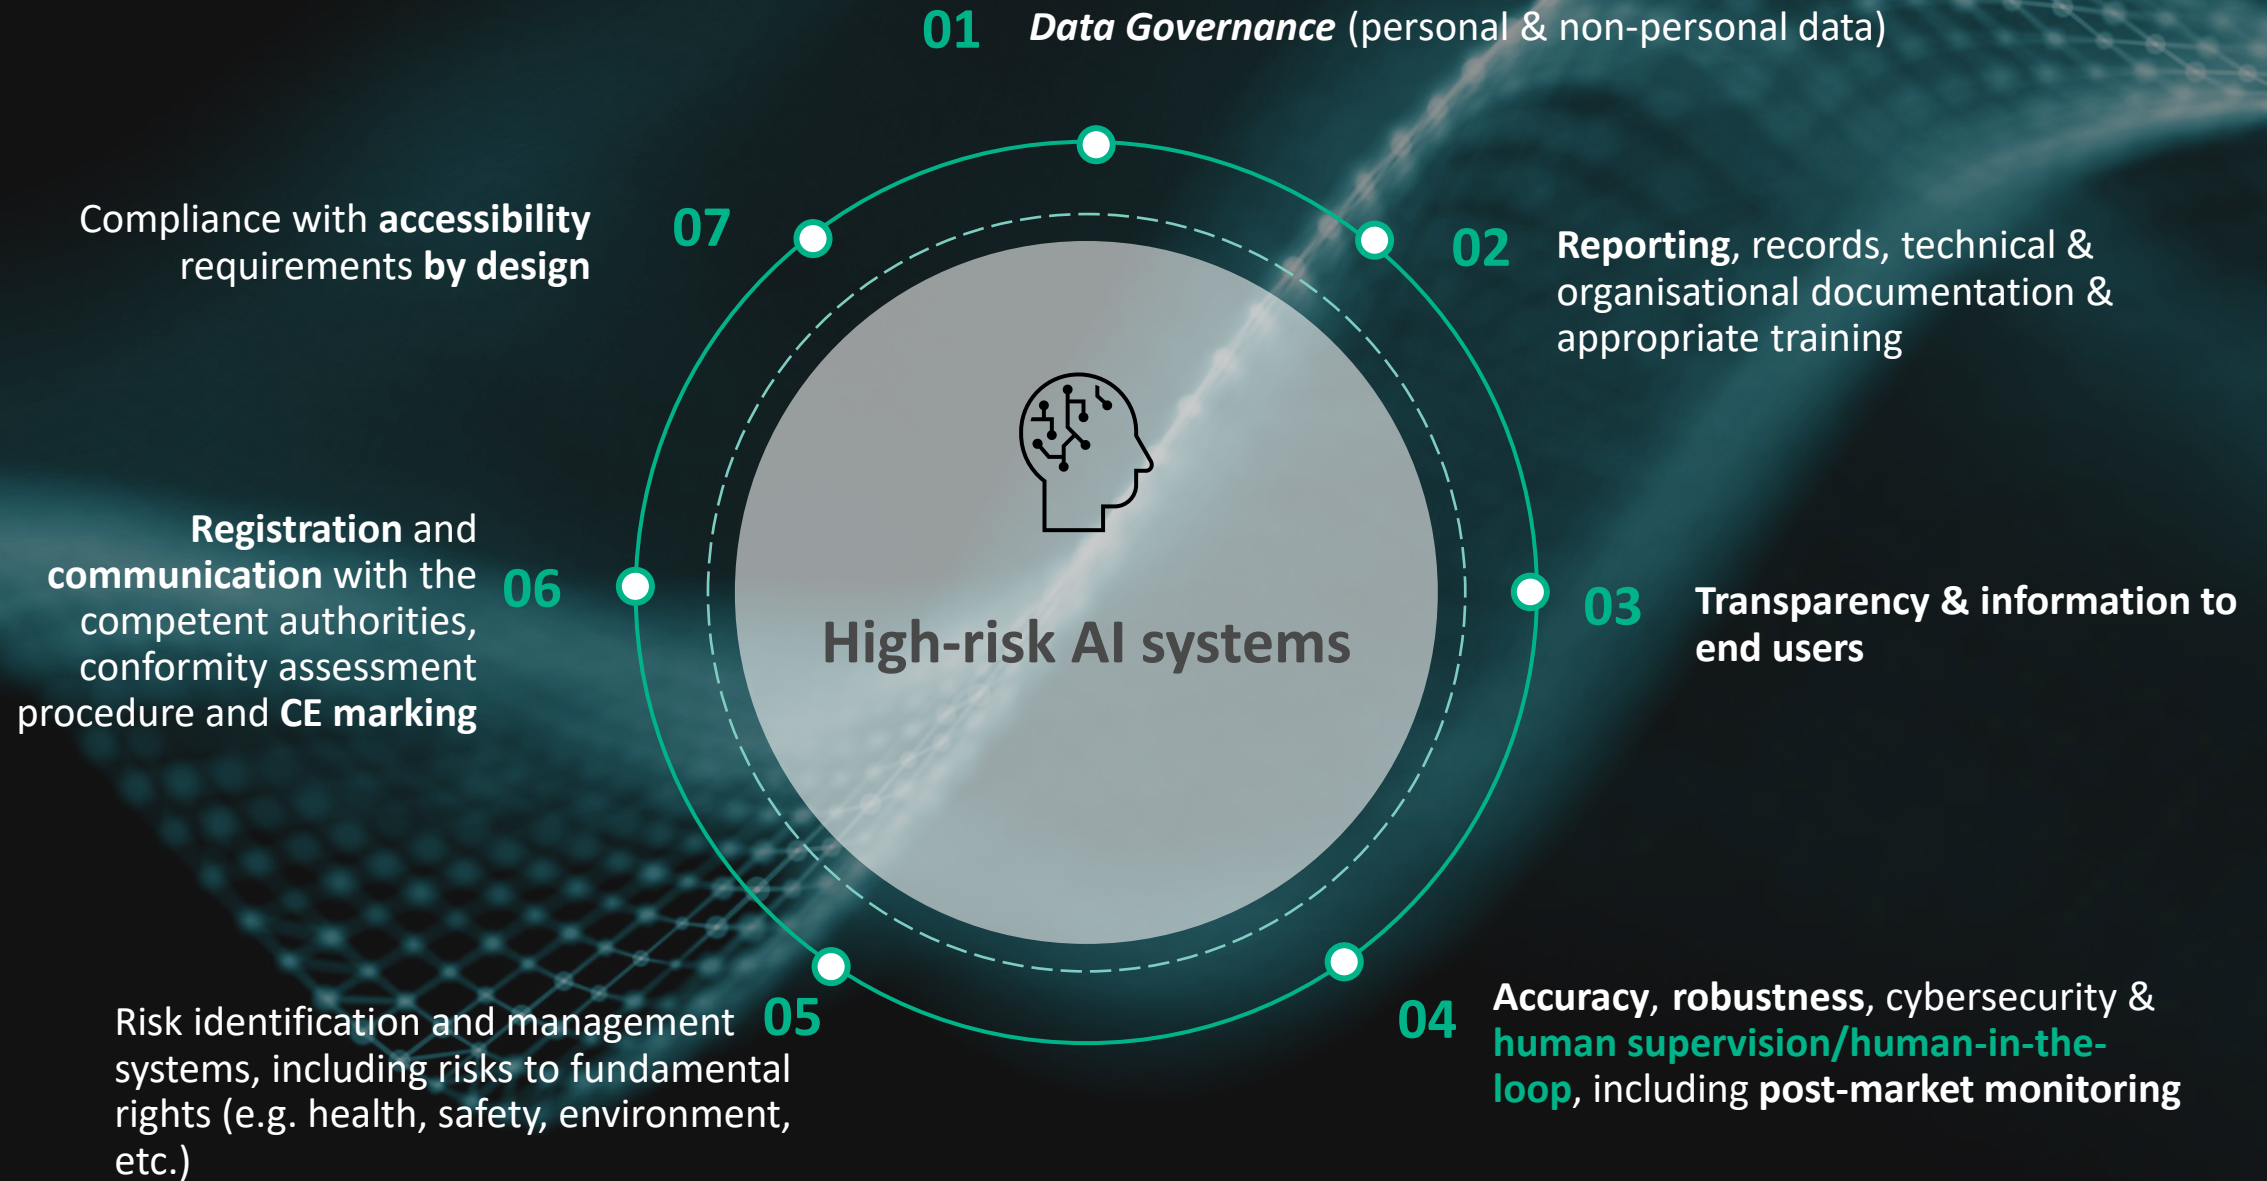 01
Data Governance (personal & non-personal data)
02
Reporting, records, technical &
organisational documentation &
appropriate training
03
Transparency & information to
end users
04
Accuracy, robustness, cybersecurity &
human supervision/human-in-the-
loop, including post-market monitoring
05
Risk identification and management
systems, including risks to fundamental
rights (e.g. health, safety, environment,
etc.)
06
Registration and
communication with the
competent authorities,
conformity assessment
procedure and CE marking
07
Compliance with accessibility
requirements by design
High-risk AI systems